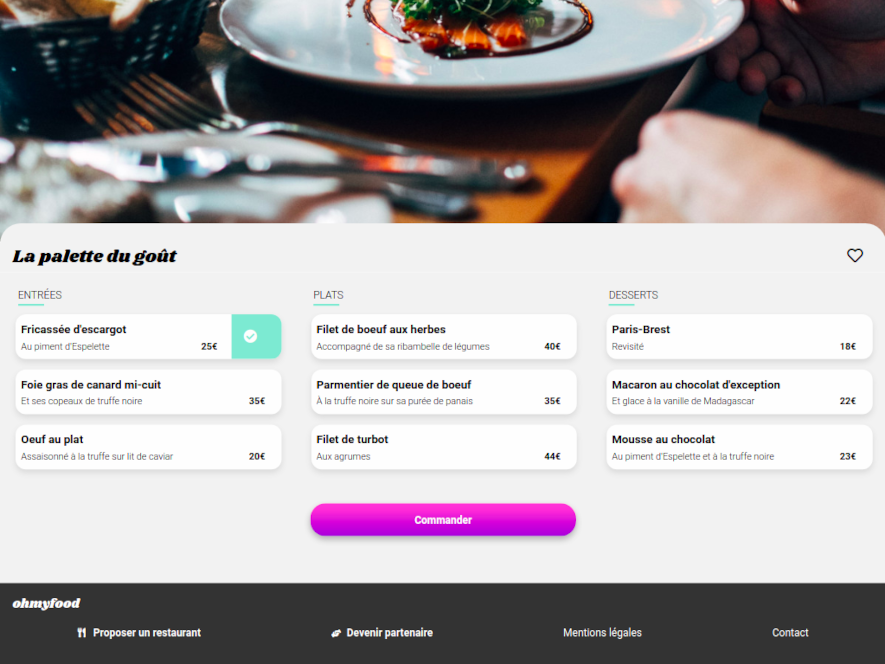 La palette du goût
ENTRÉES
Fricassée d'escargot
Au piment d'Espelette 25€
Foie gras de canard mi-cuit
Et ses copeaux de truffe noire 35€
Oeuf au plat
Assaisonné à la truffe sur lit de caviar 20€
PLATS
Filet de boeuf aux herbes
Accompagné de sa ribambelle de légumes 40€
Parmentier de queue de boeuf
À la truffe noire sur sa purée de panais 35€
Filet de turbot
Aux agrumes 44€
DESSERTS
Paris-Brest
Revisité 18€
Macaron au chocolat d'exception
Et glace à la vanille de Madagascar 22€
Mousse au chocolat
Au piment d'Espelette et à la truffe noire 23€
Commander
ohmyfood
Proposer un restaurant Devenir partenaire Mentions légales Contact